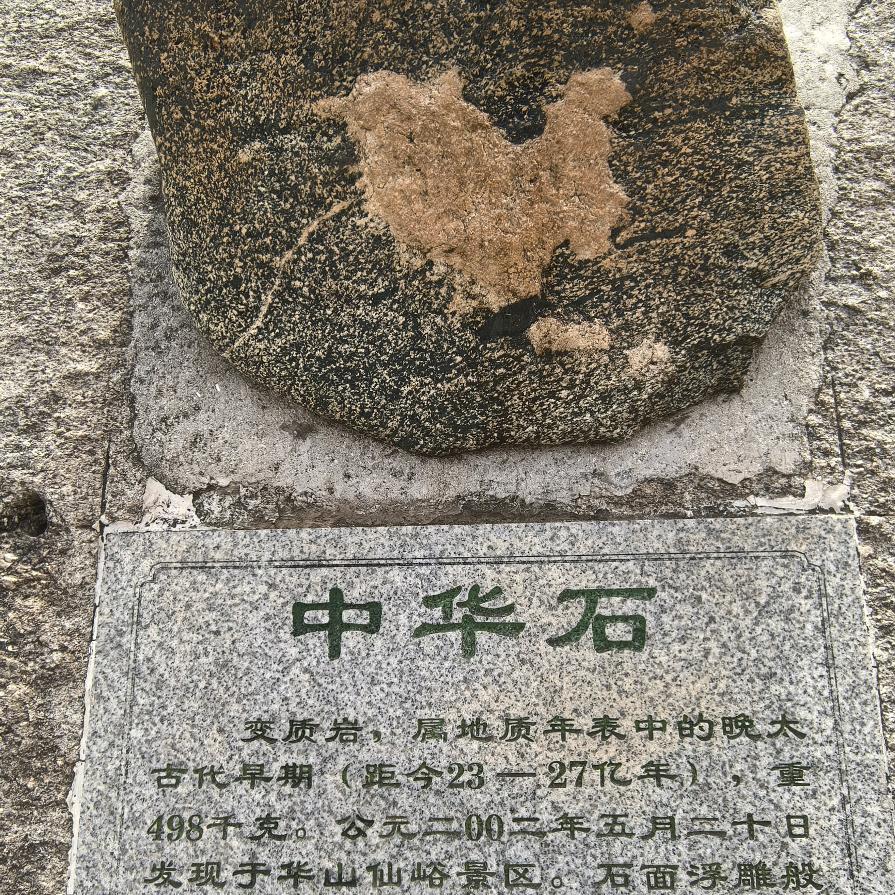 中华石
变质岩，属地质年表中的晚太
古代早期（距今23—27亿年），重
498千克。公元二00二年五月二十日
发现于华山仙峪景区。石面浮雕般